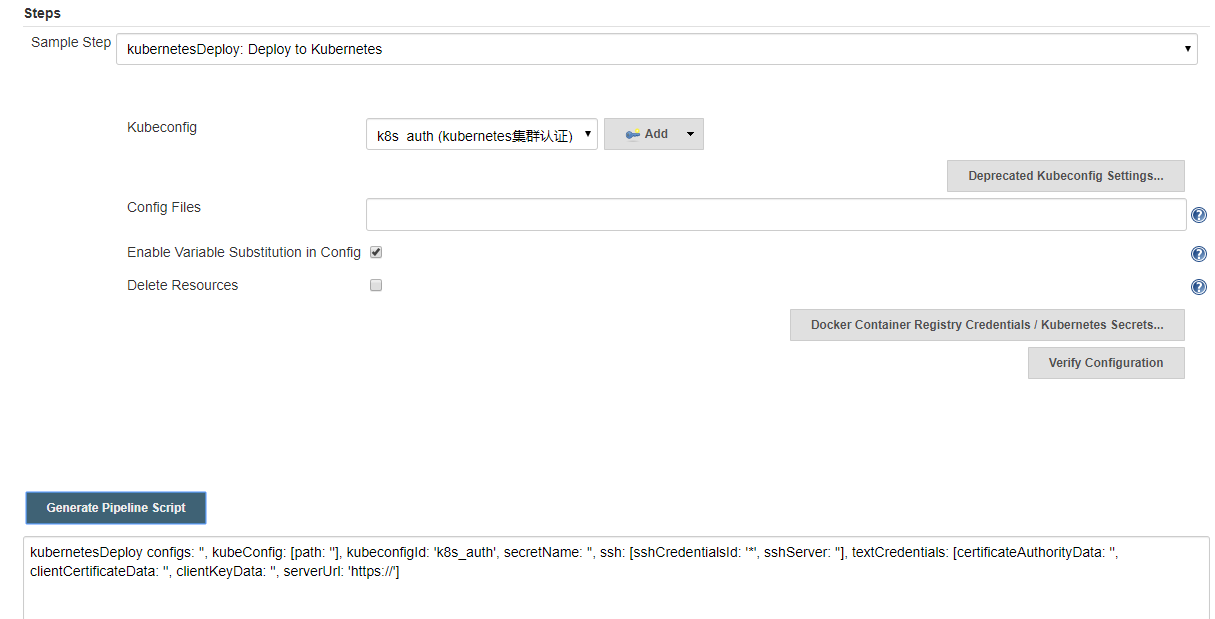 Steps
Sample Step
kubernetesDeploy: Deploy to Kubernetes
Kubeconfig
k8s_auth (kubernetes集群认证)
Add
Deprecated Kubeconfig Settings...
Config Files
Enable Variable Substitution in Config
Delete Resources
Docker Container Registry Credentials / Kubernetes Secrets...
Verify Configuration
Generate Pipeline Script
kubernetesDeploy configs: '', kubeConfig: [path: ''], kubeconfigId: 'k8s_auth', secretName: '', ssh: [sshCredentialsId: '*', sshServer: ''], textCredentials: [certificateAuthorityData: '',
clientCertificateData: '', clientKeyData: '', serverUrl: 'https://']